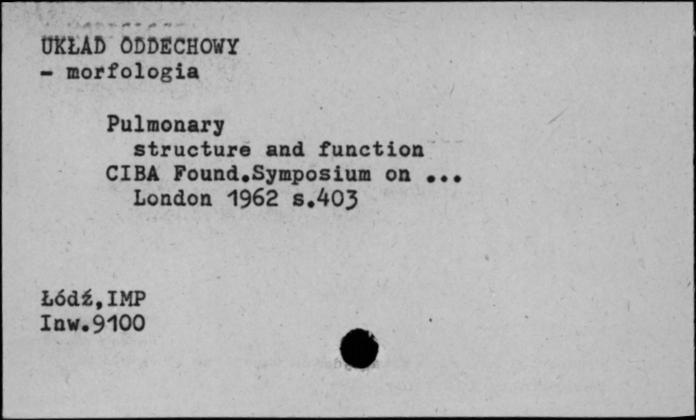 UKŁAD ODDECHOWY
- morfologia
Pulmonary
structure and function
CIBA Found.Symposium on ...
London 1962 s.403
Łódź,IMP
Inw.9100